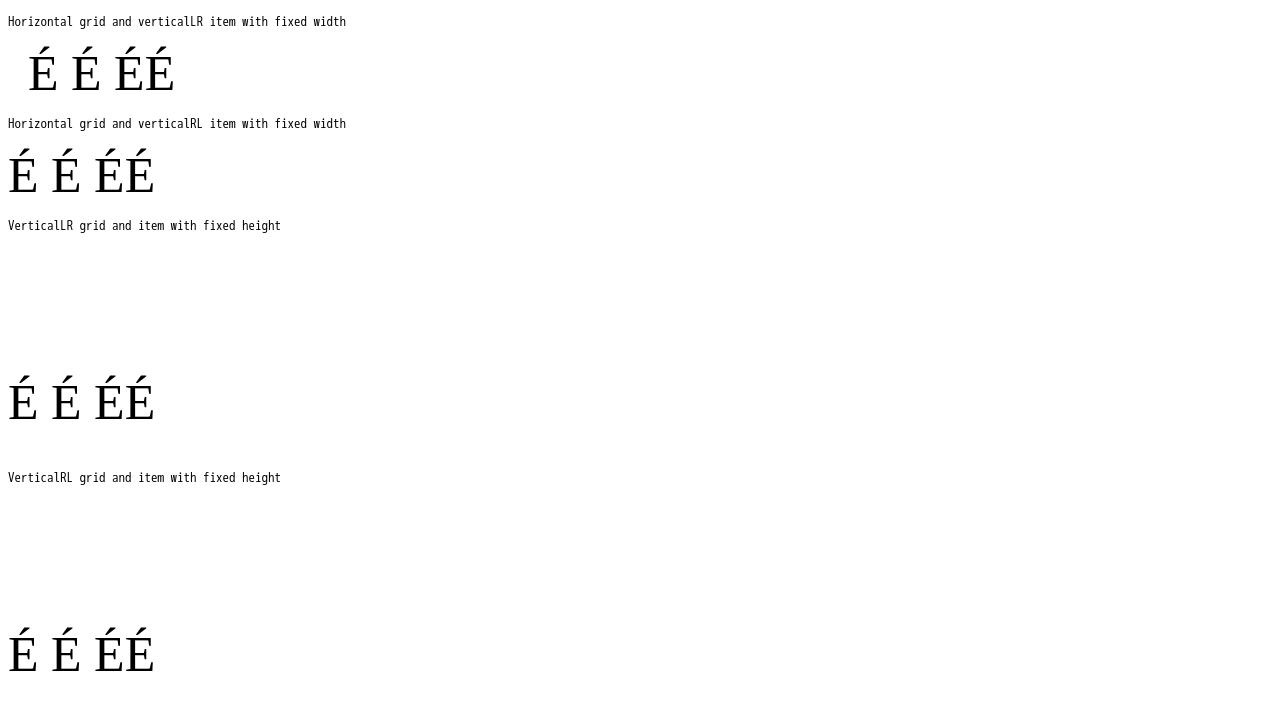 Horizontal grid and verticalLR item with fixed width
É É ÉÉ
Horizontal grid and verticalRL item with fixed width
É É ÉÉ
VerticalLR grid and item with fixed height
É É ÉÉ
VerticalRL grid and item with fixed height
É É ÉÉ